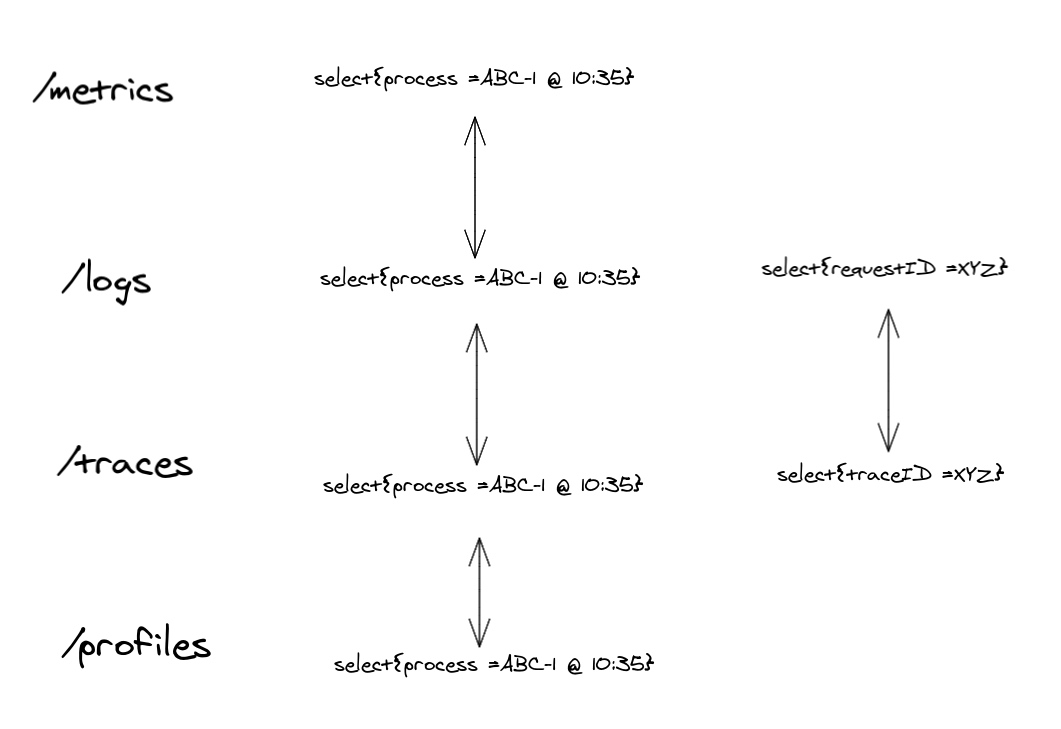 /metrics
select{process =ABC-1 @ 10:35}
/logs
select{process =ABC-1 @ 10:35}
select{requestID =XYZ}
/traces
select{process =ABC-1 @ 10:35}
select{traceID =XYZ}
/profiles
select{process =ABC-1 @ 10:35}